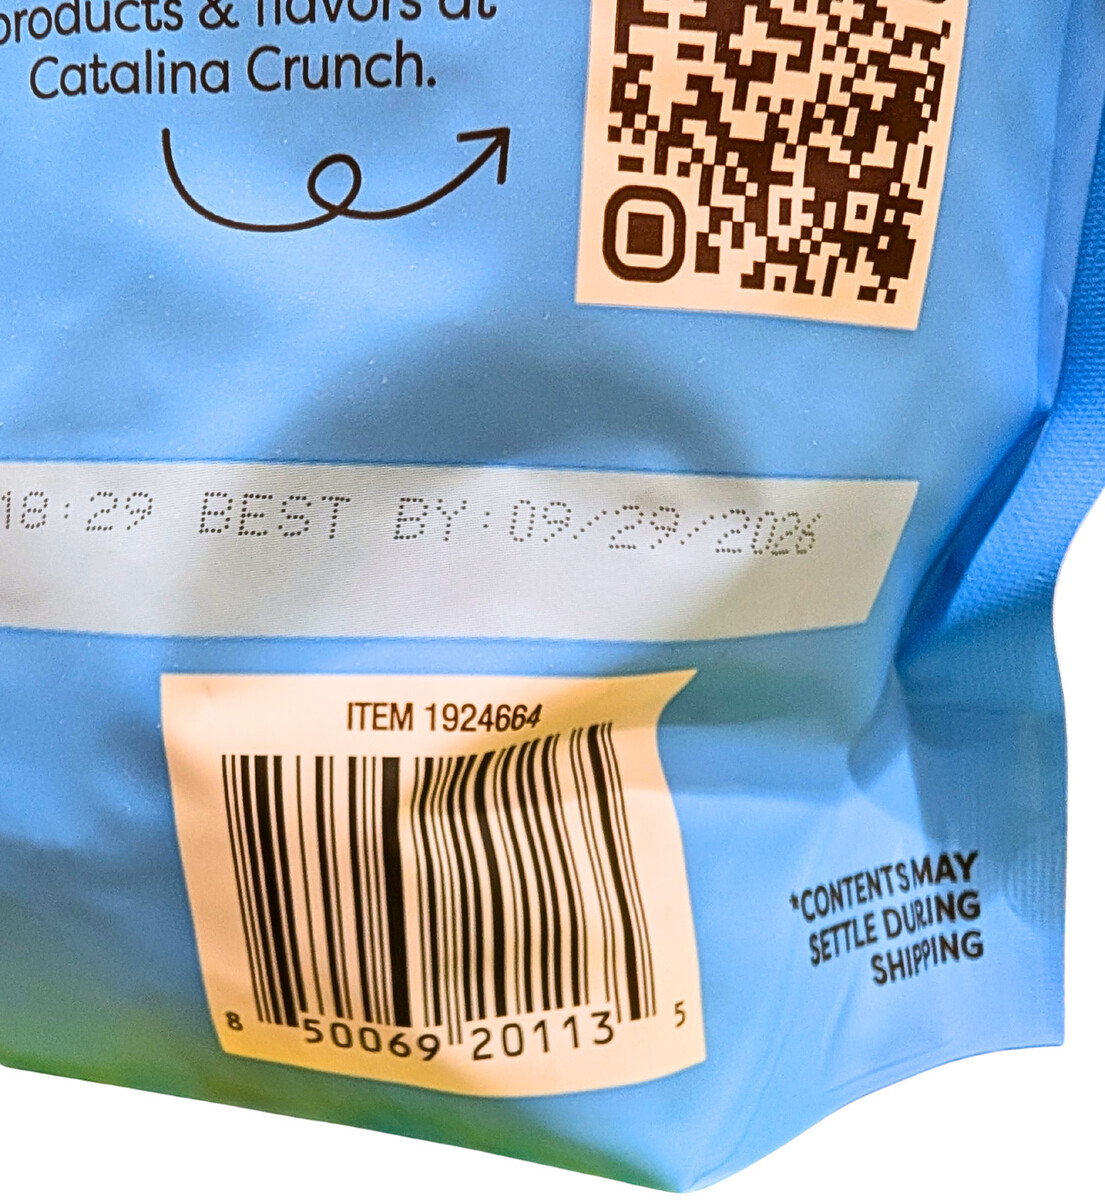 products & flavors at
Catalina Crunch.
18:29 BEST BY:09/29/2026
ITEM 1924664
8 50069 20113 5
*CONTENTS MAY
SETTLE DURING
SHIPPING